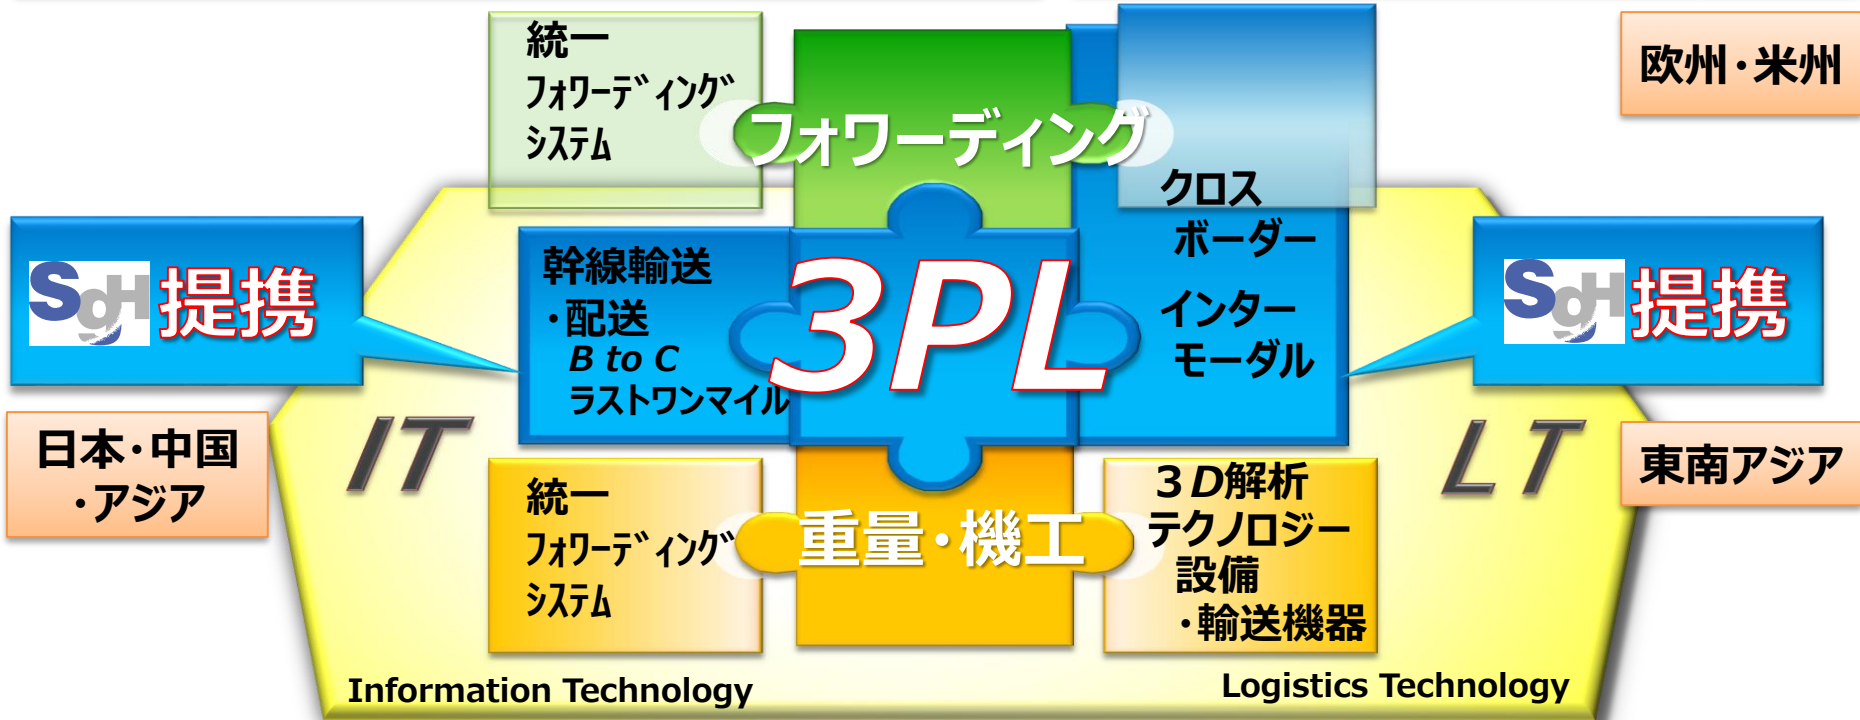 統一
フォワーディング
システム
フォワーディング
クロス
ボーダー
インター
モーダル
欧州・米州
SgH 提携
幹線輸送
・配送
B to C
ラストワンマイル
3PL
SgH 提携
日本・中国
・アジア
IT
LT
東南アジア
統一
フォワーディング
システム
重量・機工
３D解析
テクノロジー
設備
・輸送機器
Information Technology
Logistics Technology